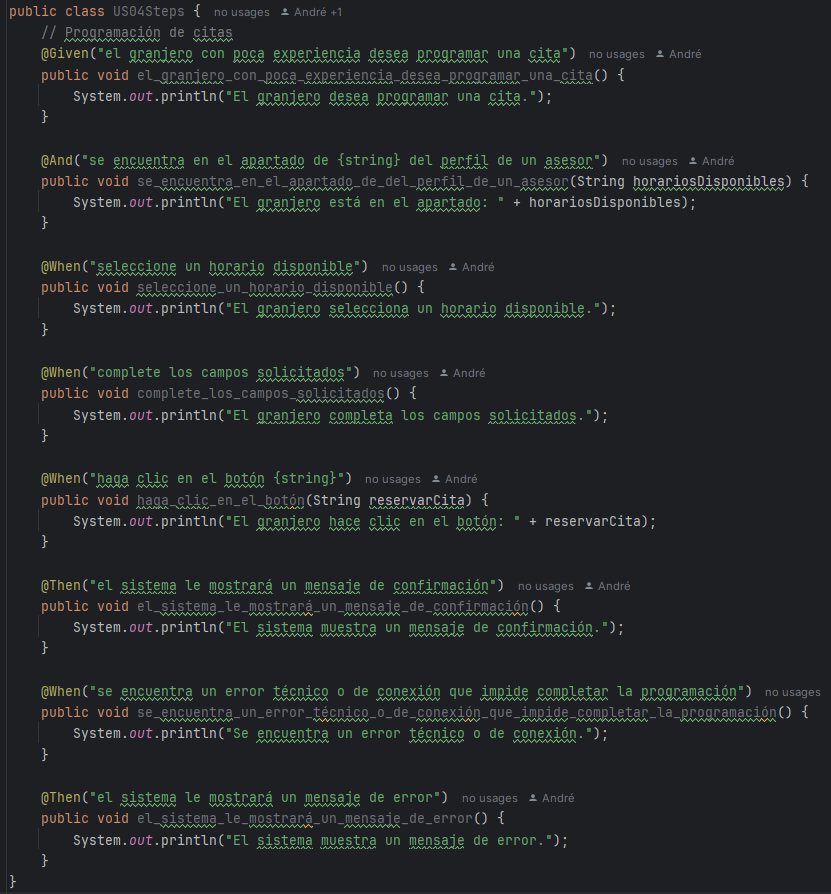 public class US04Steps { no usages André +1
// Programación de citas
@Given("el granjero con poca experiencia desea programar una cita") no usages André
public void el_granjero_con_poca_experiencia_desea_programar_una_cita() {
System.out.println("El granjero desea programar una cita.");
}
@And("se encuentra en el apartado de {string} del perfil de un asesor") no usages André
public void se_encuentra_en_el_apartado_de_del_perfil_de_un_asesor(String horariosDisponibles) {
System.out.println("El granjero está en el apartado: " + horariosDisponibles);
}
@When("seleccione un horario disponible") no usages André
public void seleccione_un_horario_disponible() {
System.out.println("El granjero selecciona un horario disponible.");
}
@When("complete los campos solicitados") no usages André
public void complete_los_campos_solicitados() {
System.out.println("El granjero completa los campos solicitados.");
}
@When("haga clic en el botón {string}") no usages André
public void haga_clic_en_el_botón(String reservarCita) {
System.out.println("El granjero hace clic en el botón: " + reservarCita);
}
@Then("el sistema le mostrará un mensaje de confirmación") no usages André
public void el_sistema_le_mostrará_un_mensaje_de_confirmación() {
System.out.println("El sistema muestra un mensaje de confirmación.");
}
@When("se encuentra un error técnico o de conexión que impide completar la programación") no usages
public void se_encuentra_un_error_técnico_o_de_conexión_que_impide_completar_la_programación() {
System.out.println("Se encuentra un error técnico o de conexión.");
}
@Then("el sistema le mostrará un mensaje de error") no usages André
public void el_sistema_le_mostrará_un_mensaje_de_error() {
System.out.println("El sistema muestra un mensaje de error.");
}
}